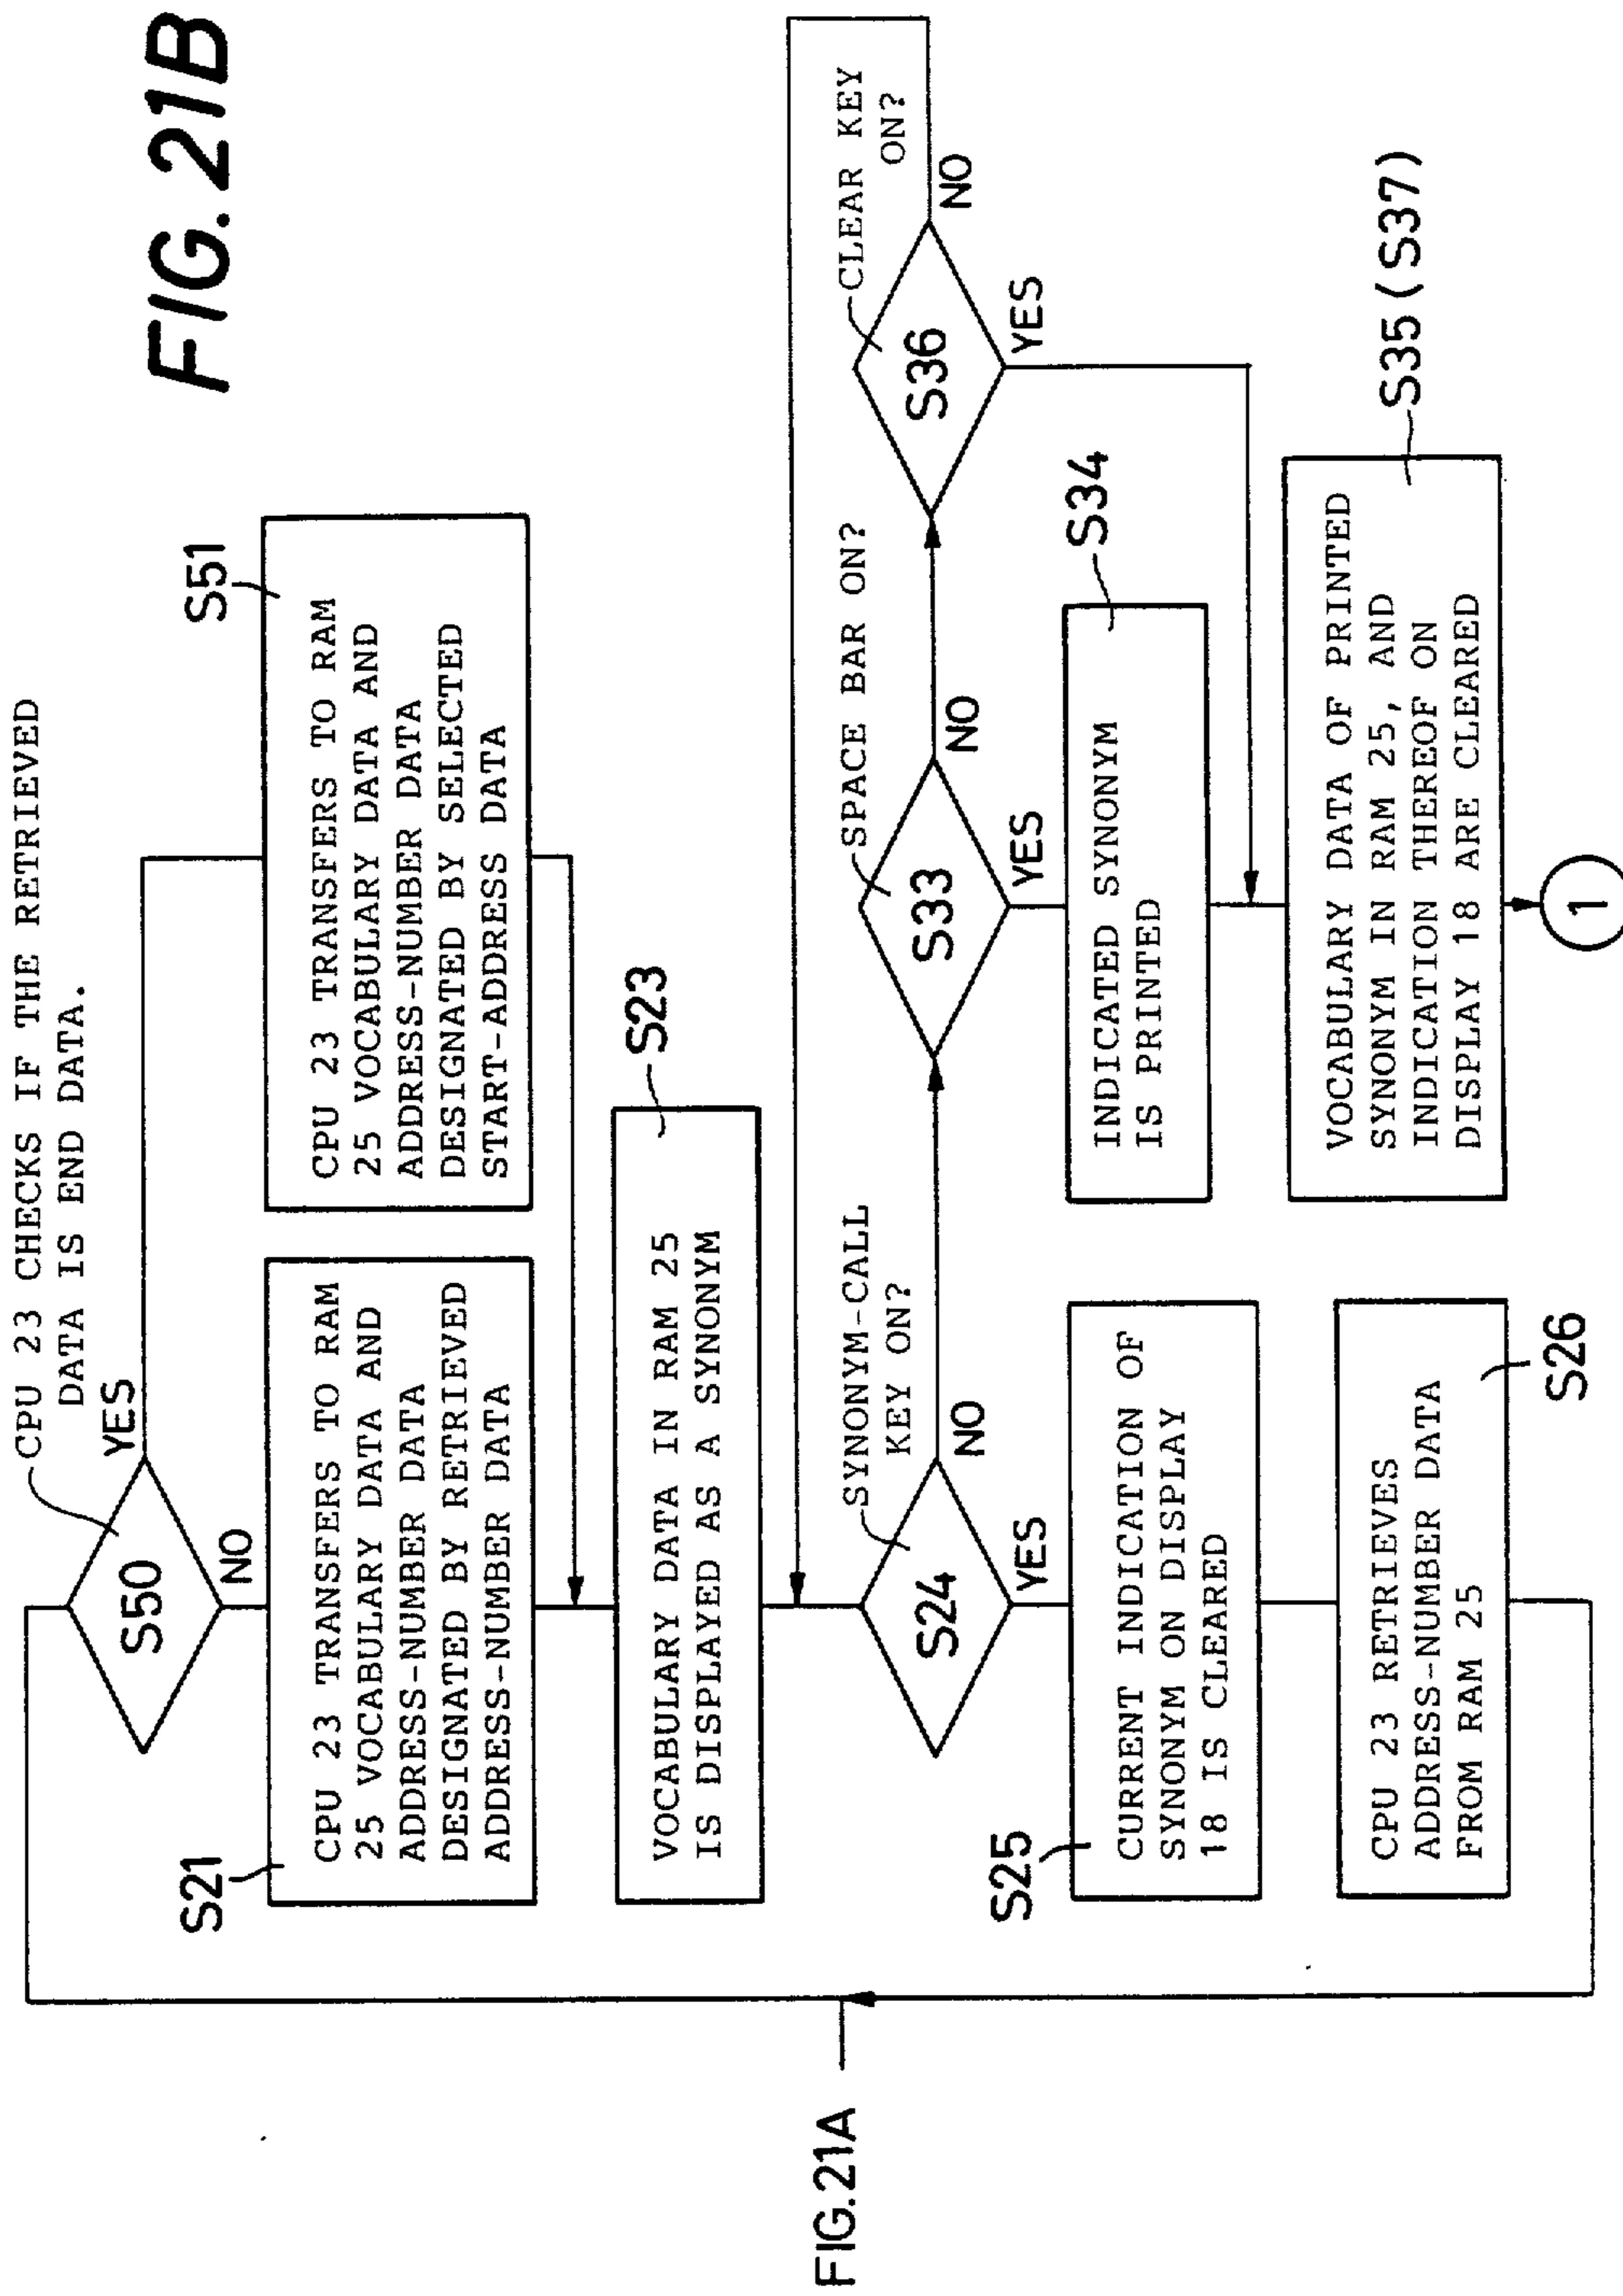 FIG. 21B
CPU 23 CHECKS IF THE RETRIEVED
DATA IS END DATA.
S50
YES
NO
S21
CPU 23 TRANSFERS TO RAM
25 VOCABULARY DATA AND
ADDRESS-NUMBER DATA
DESIGNATED BY RETRIEVED
ADDRESS-NUMBER DATA
S51
CPU 23 TRANSFERS TO RAM
25 VOCABULARY DATA AND
ADDRESS-NUMBER DATA
DESIGNATED BY SELECTED
START-ADDRESS DATA
S23
VOCABULARY DATA IN RAM 25
IS DISPLAYED AS A SYNONYM
FIG.21A
SYNONYM-CALL
KEY ON?
S24
NO
YES
SPACE BAR ON?
S33
NO
YES
CLEAR KEY
ON?
S36
NO
YES
S25
CURRENT INDICATION OF
SYNONYM ON DISPLAY
18 IS CLEARED
S34
INDICATED SYNONYM
IS PRINTED
CPU 23 RETRIEVES
ADDRESS-NUMBER DATA
FROM RAM 25
S26
S35 (S37)
VOCABULARY DATA OF PRINTED
SYNONYM IN RAM 25, AND
INDICATION THEREOF ON
DISPLAY 18 ARE CLEARED
1